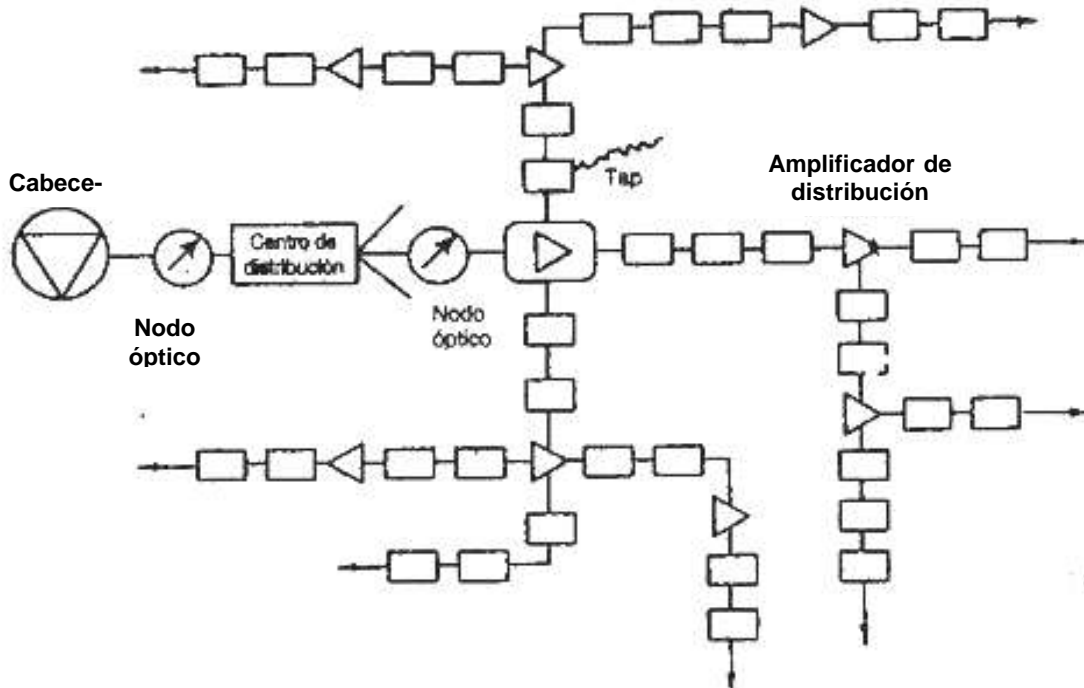 Tap
Amplificador de
distribución
Cabece-
Centro de
distribución
Nodo
óptico
Nodo
óptico